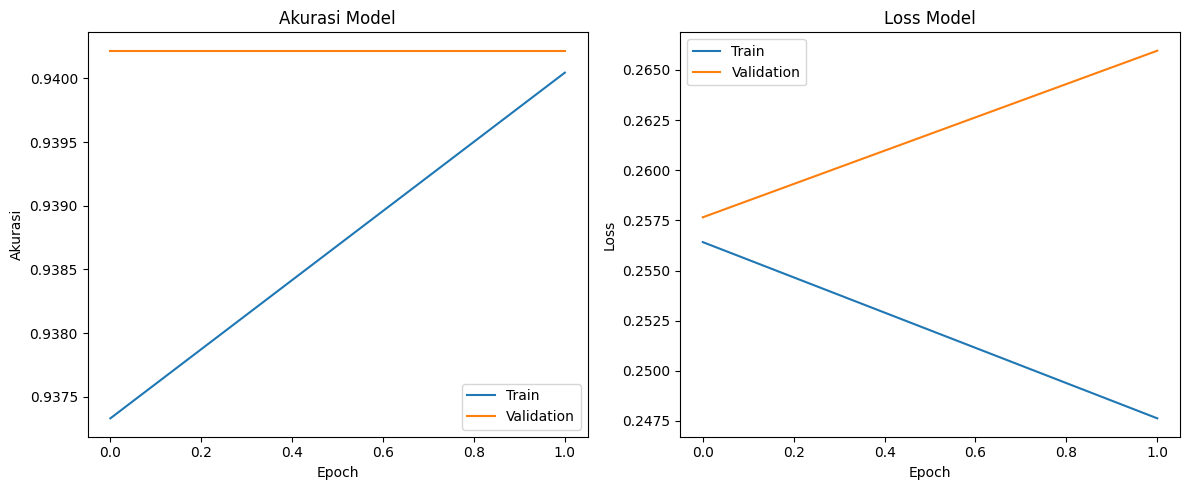 Akurasi Model
0.9400
0.9395
0.9390
0.9385
0.9380
0.9375
Akurasi
0.0
0.2
0.4
0.6
0.8
1.0
Epoch
Train
Validation
Loss Model
Train
Validation
0.2650
0.2625
0.2600
0.2575
0.2550
0.2525
0.2500
0.2475
Loss
0.0
0.2
0.4
0.6
0.8
1.0
Epoch